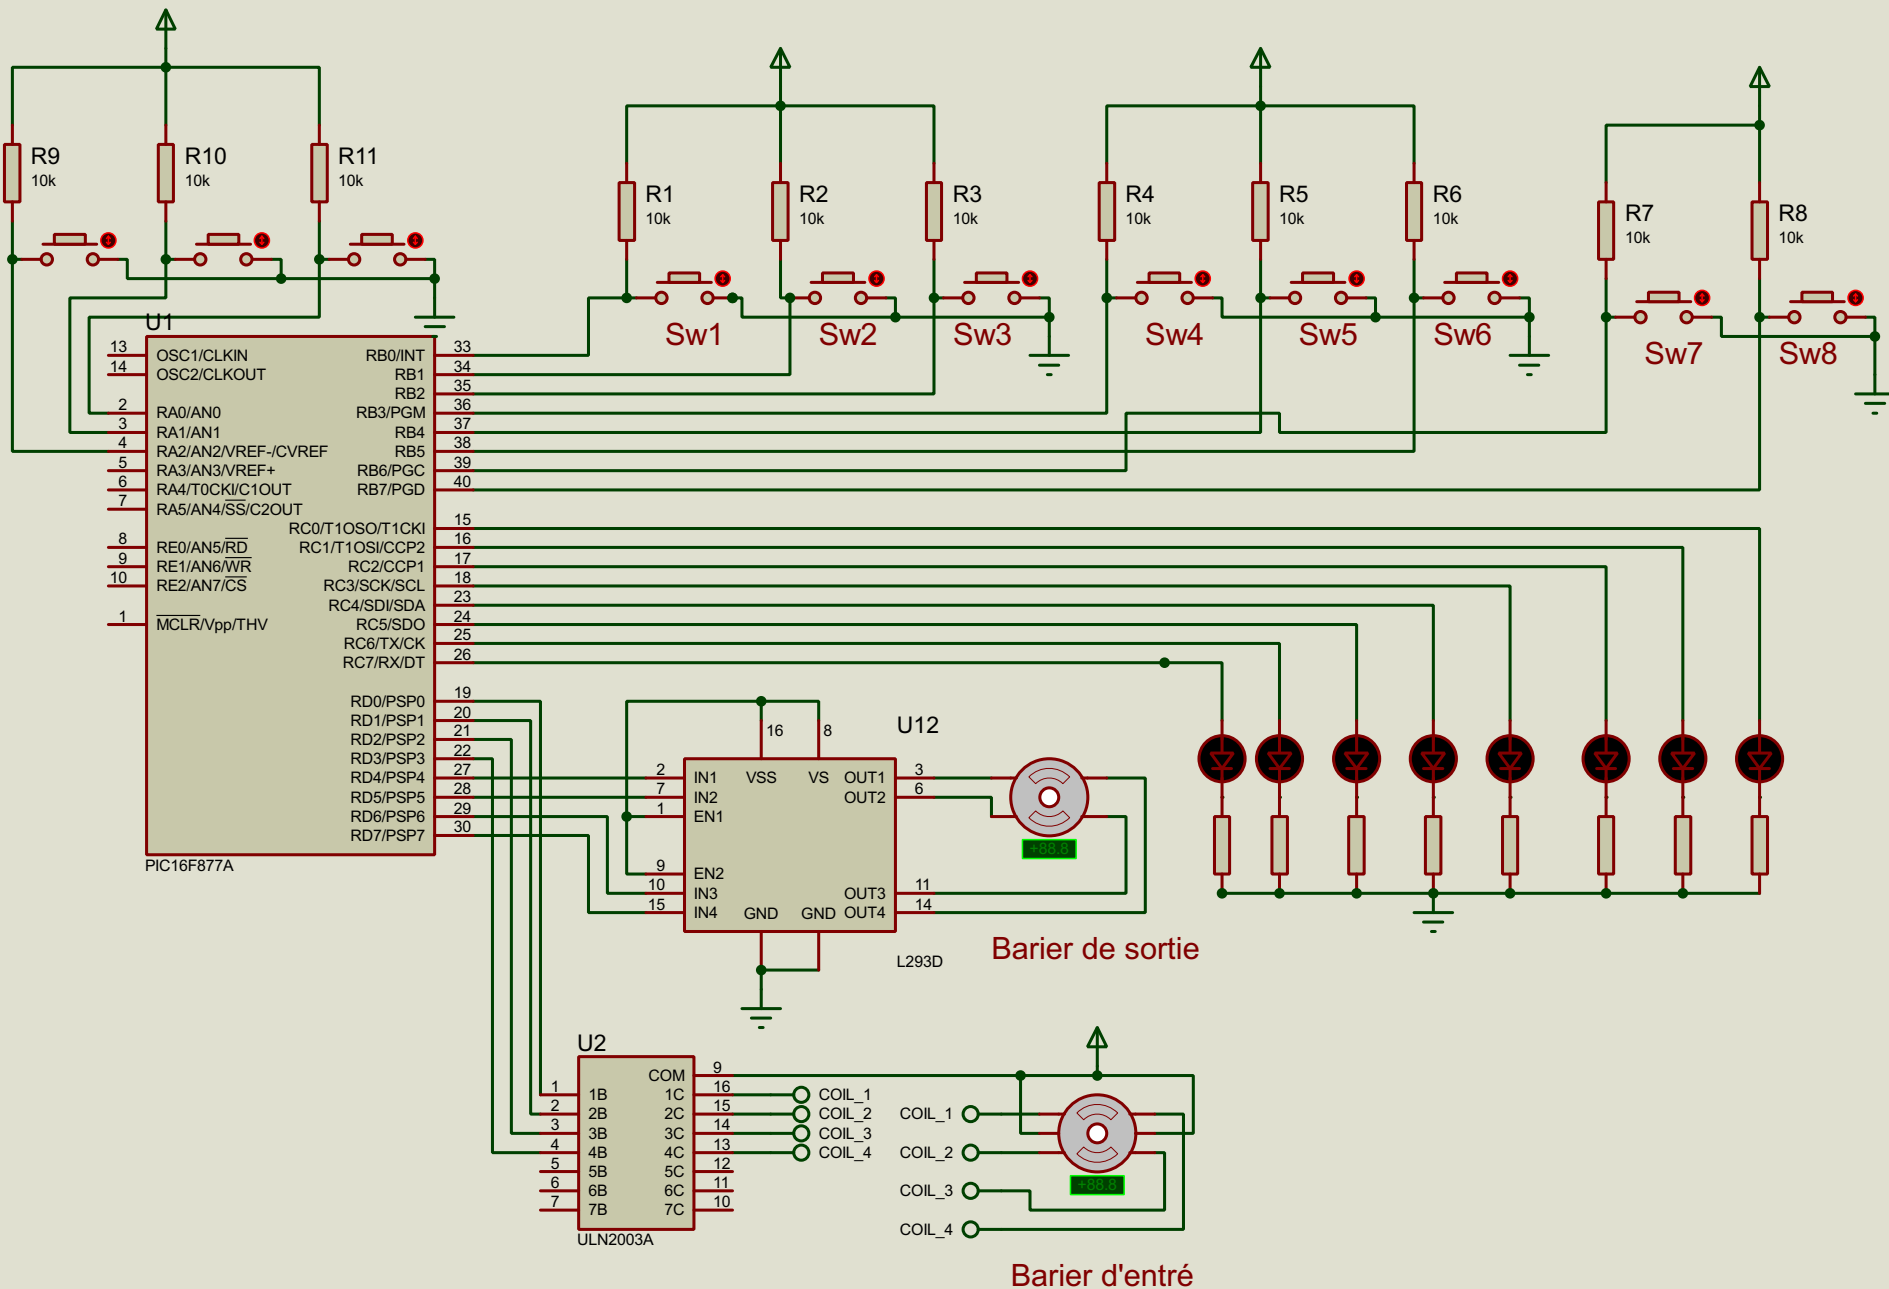 R9
10k
R10
10k
R11
10k
R1
10k
R2
10k
R3
10k
R4
10k
R5
10k
R6
10k
R7
10k
R8
10k
Sw1
Sw2
Sw3
Sw4
Sw5
Sw6
Sw7
Sw8
U1
13 OSC1/CLKIN
14 OSC2/CLKOUT
2 RA0/AN0
3 RA1/AN1
4 RA2/AN2/VREF-/CVREF
5 RA3/AN3/VREF+
6 RA4/T0CKI/C1OUT
7 RA5/AN4/SS/C2OUT
8 RE0/AN5/RD
9 RE1/AN6/WR
10 RE2/AN7/CS
1 MCLR/Vpp/THV
RB0/INT 33
RB1 34
RB2 35
RB3/PGM 36
RB4 37
RB5 38
RB6/PGC 39
RB7/PGD 40
RC0/T1OSO/T1CKI 15
RC1/T1OSI/CCP2 16
RC2/CCP1 17
RC3/SCK/SCL 18
RC4/SDI/SDA 23
RC5/SDO 24
RC6/TX/CK 25
RC7/RX/DT 26
RD0/PSP0 19
RD1/PSP1 20
RD2/PSP2 21
RD3/PSP3 22
RD4/PSP4 27
RD5/PSP5 28
RD6/PSP6 29
RD7/PSP7 30
PIC16F877A
U12
16 8
VSS VS
2 IN1
7 IN2
1 EN1
9 EN2
10 IN3
15 IN4
OUT1 3
OUT2 6
OUT3 11
OUT4 14
GND GND
L293D
+88.8
Barier de sortie
U2
COM 9
1 1B
2 2B
3 3B
4 4B
5 5B
6 6B
7 7B
1C 16
2C 15
3C 14
4C 13
5C 12
6C 11
7C 10
ULN2003A
COIL_1
COIL_2
COIL_3
COIL_4
COIL_1
COIL_2
COIL_3
COIL_4
+88.8
Barier d'entré